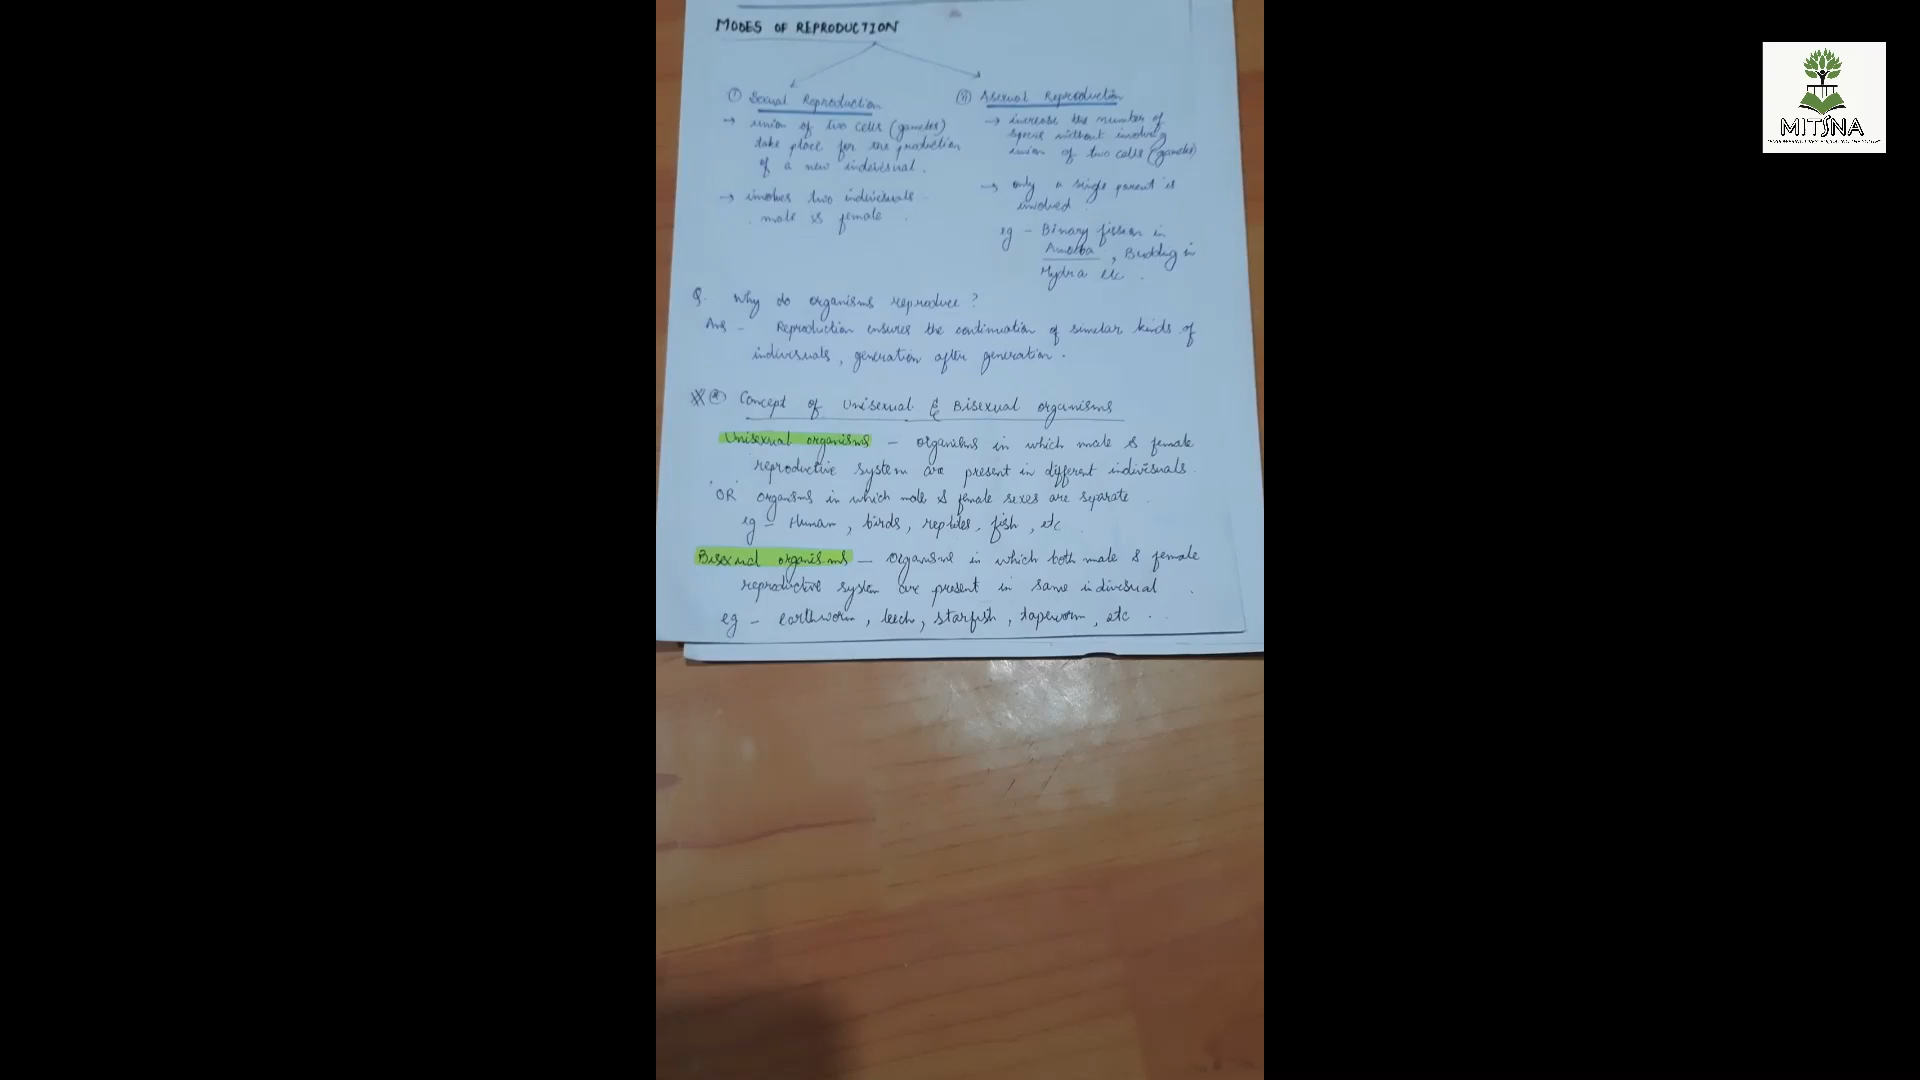 MODES OF REPRODUCTION
(i) Sexual Reproduction
→ union of two cells (gametes)
take place for the production
of a new indivisual.
→ involves two indivisuals
male & female
(ii) Asexual Reproduction
→ increase the number of
without involving
union of two cells (gametes)
→ only a single parent is
involved
eg - Binary fission in
Amoeba, Budding in
Hydra etc.
Q. Why do organisms reproduce?
Ans - Reproduction ensures the continuation of similar kinds of
indivisuals, generation after generation.
Concept of Unisexual & Bisexual organisms
Unisexual organisms - organisms in which male & female
reproductive system are present in different indivisuals.
'OR' organisms in which male & female sexes are separate
eg - Human, birds, reptiles, fish, etc
Bisexual organisms - organisms in which both male & female
reproductive system are present in same indivisual.
eg - earthworm, leech, starfish, tapeworm, etc.
MITSNA